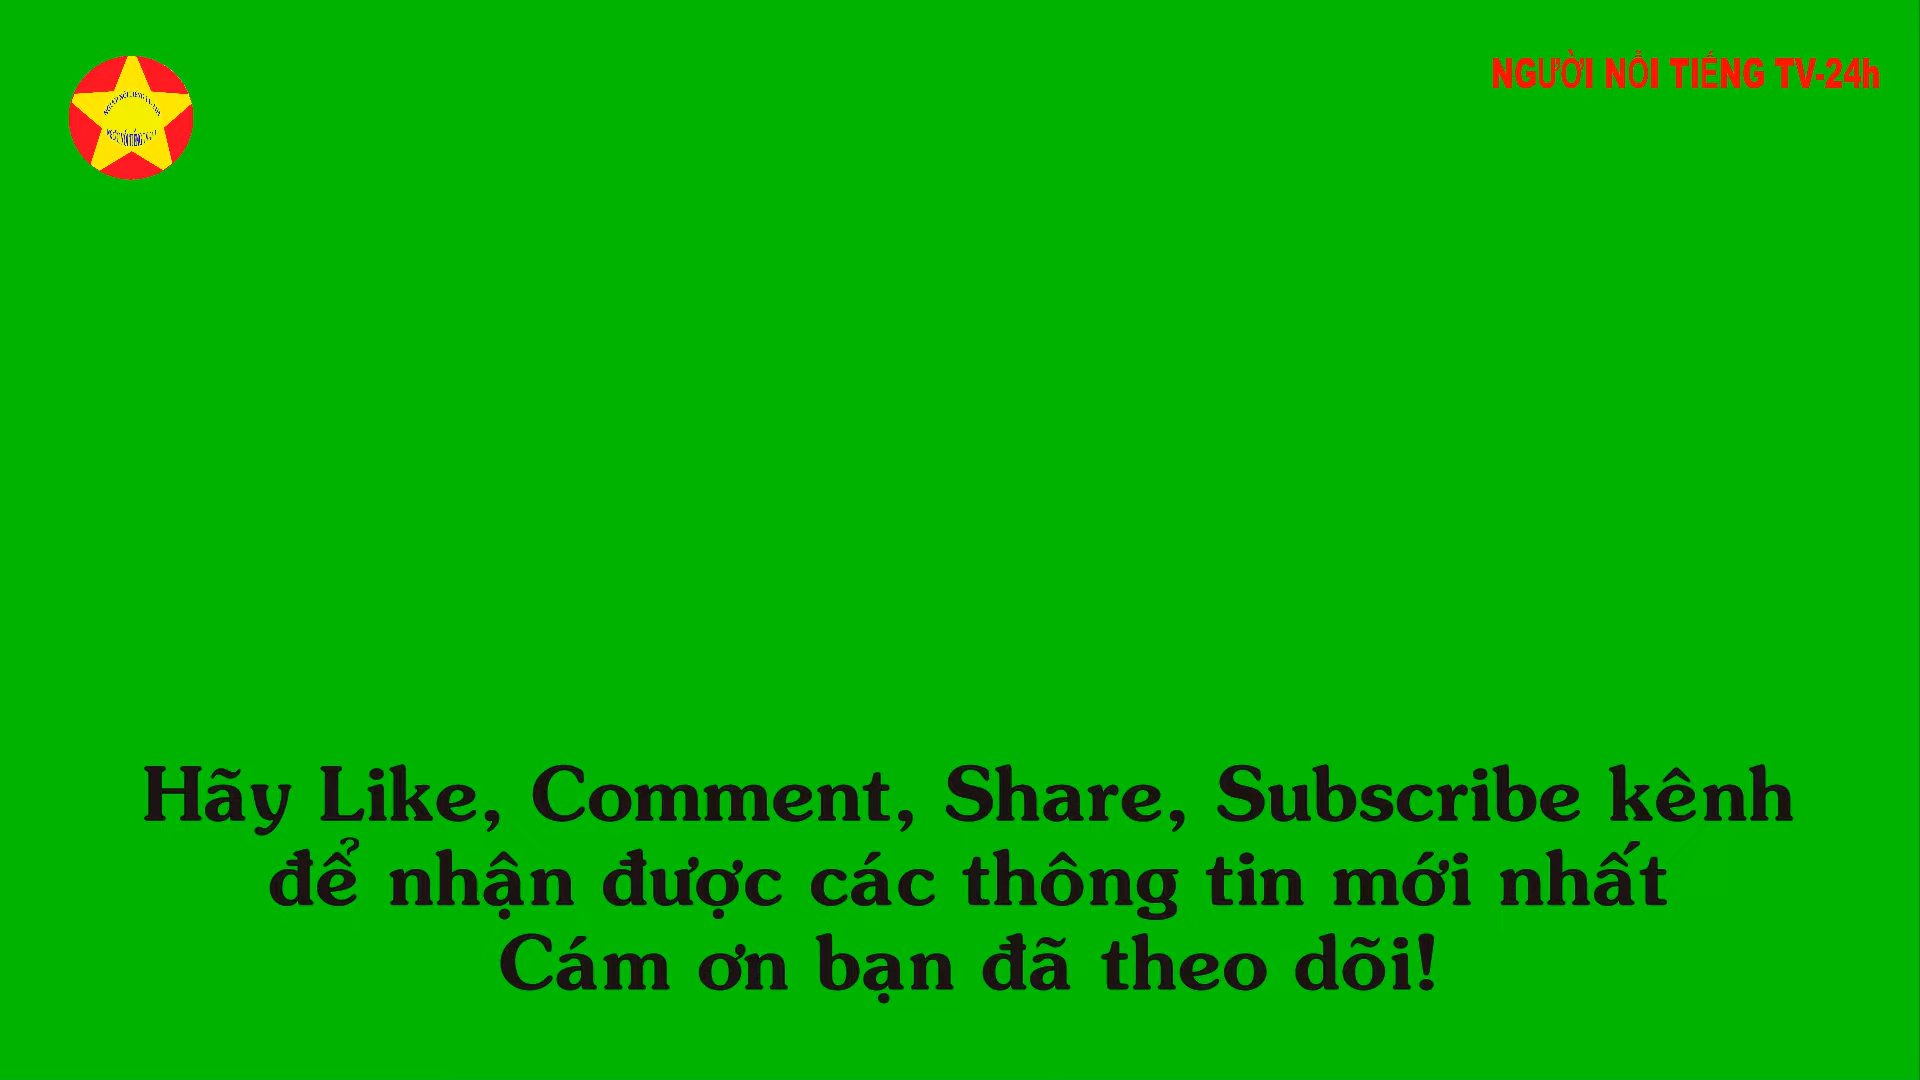 NGƯỜI NỔI TIẾNG TV-24h
Hãy Like, Comment, Share, Subscribe kênh
để nhận được các thông tin mới nhất
Cám ơn bạn đã theo dõi!